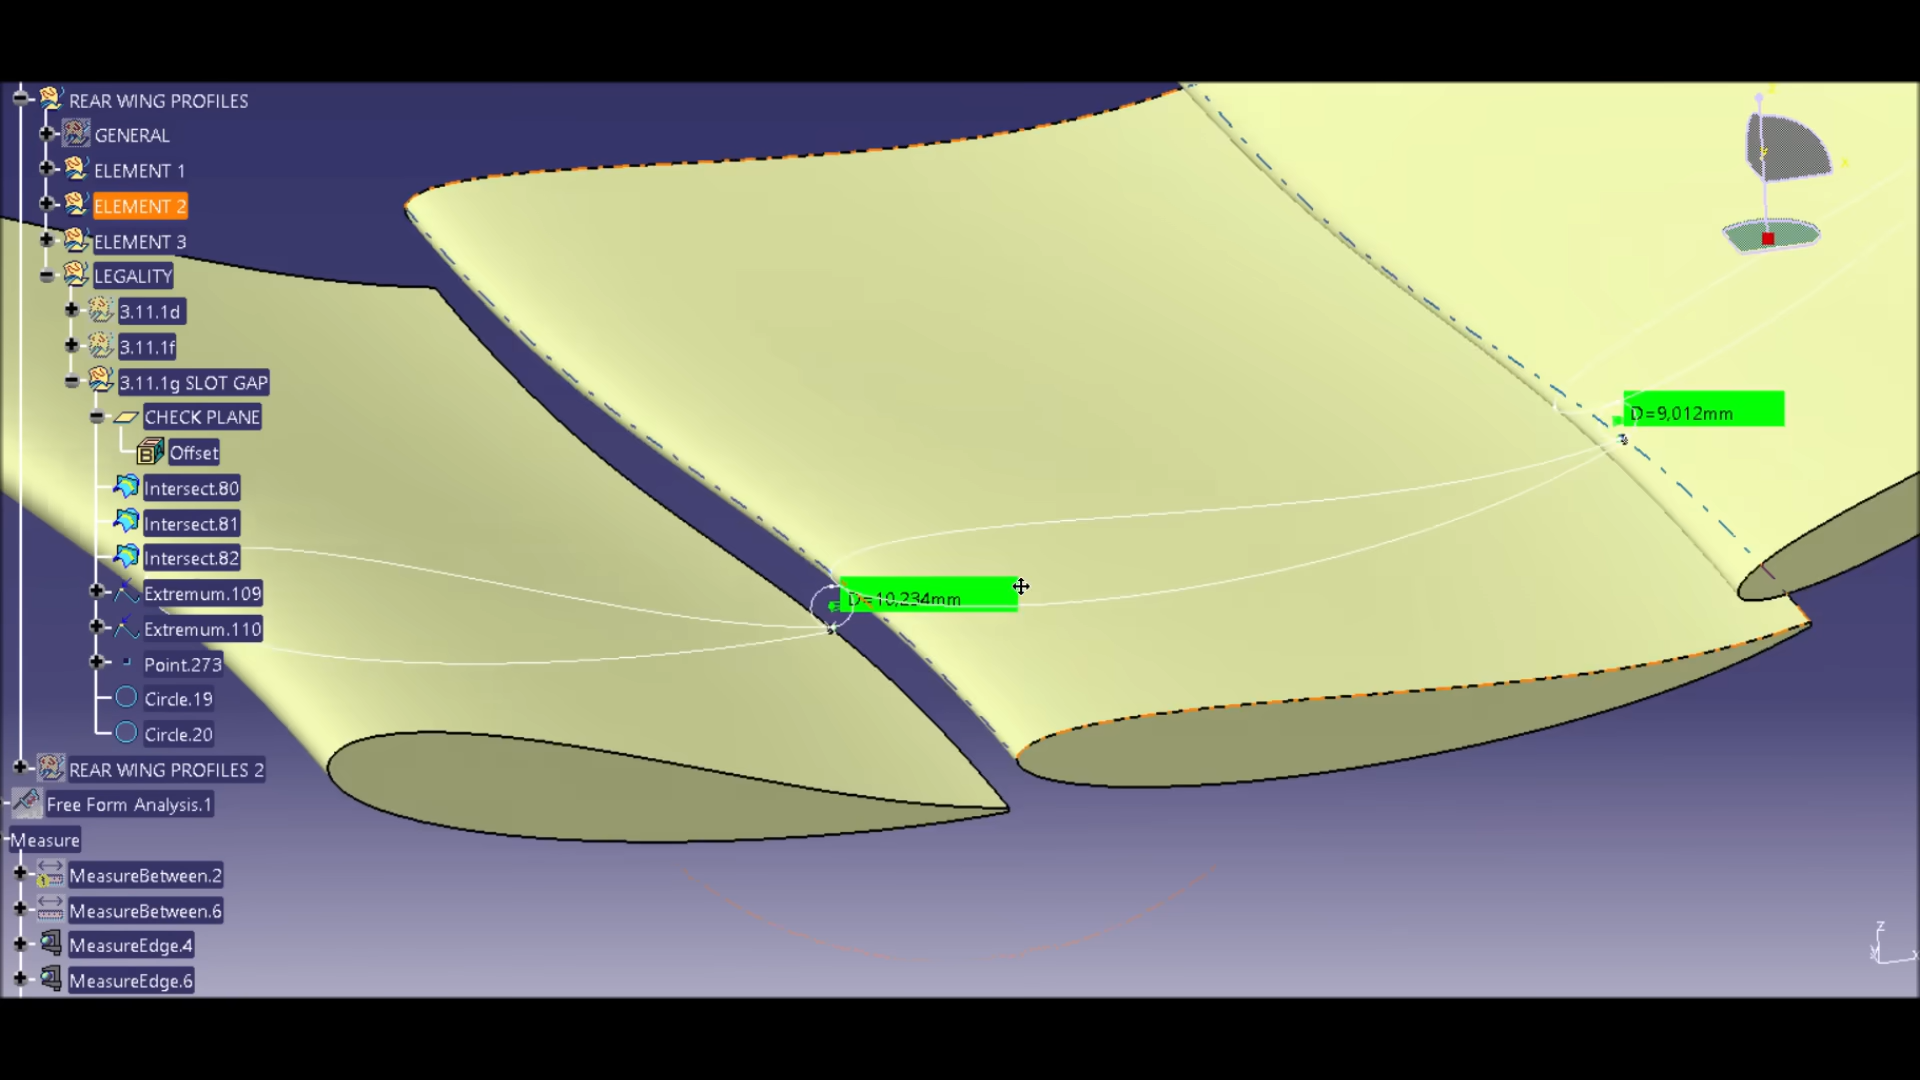 REAR WING PROFILES
GENERAL
ELEMENT 1
ELEMENT 2
ELEMENT 3
LEGALITY
3.11.1d
3.11.1f
3.11.1g SLOT GAP
CHECK PLANE
Offset
Intersect.80
Intersect.81
Intersect.82
Extremum.109
Extremum.110
Point.273
Circle.19
Circle.20
REAR WING PROFILES 2
Free Form Analysis.1
Measure
MeasureBetween.2
MeasureBetween.6
MeasureEdge.4
MeasureEdge.6
D=9,012mm
D=10,234mm
z